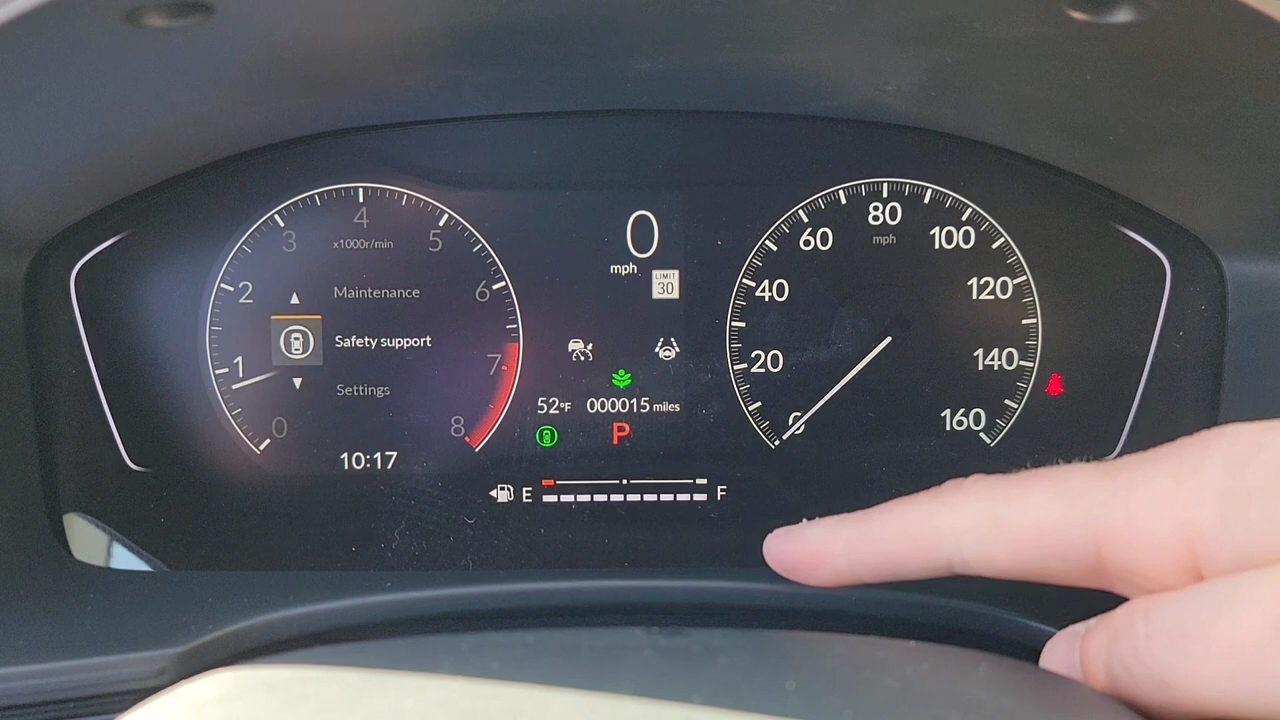 4
3
5
x1000r/min
2
Maintenance
6
Safety support
1
7
Settings
0
8
10:17
0
mph
LIMIT
30
52°F
000015 miles
P
E
F
80
mph
60
100
40
120
20
140
0
160